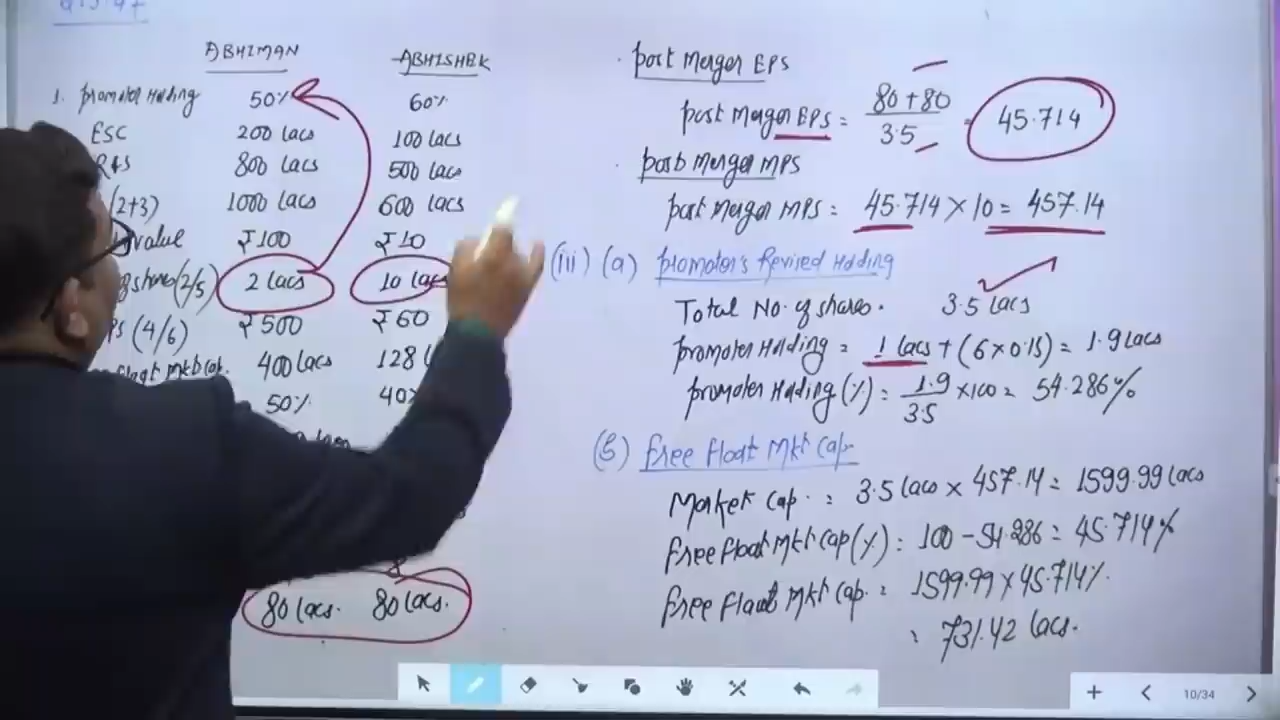 ABHIMAN ABHISHEK
1. promoter Holding 50% 60%
ESC 200 lacs 100 lacs
R&S 800 lacs 500 lacs
(2+3) 1000 lacs 600 lacs
value ₹100 ₹10
shares (2/5) 2 lacs 10 lacs
(4/6) ₹500 ₹60
float Mkt Cap. 400 lacs 128
50% 40
80 lacs. 80 lacs.
• post Merger EPS
post Merger EPS = 80+80 / 3.5 = 45.714
• post Merger MPS
post Merger MPS = 45.714 × 10 = 457.14
(iii) (a) promoter's Revised Holding
Total No. of shares. 3.5 lacs
promoter Holding = 1 lacs + (6×0.15) = 1.9 lacs
promoter Holding (%) = 1.9 / 3.5 ×100 = 54.286%
(b) free float Mkt Cap.
Market Cap. = 3.5 lacs × 457.14 = 1599.99 lacs
free float Mkt Cap (%) = 100 - 54.286 = 45.714%
free float Mkt Cap. = 1599.99 × 45.714%
= 731.42 lacs.
10/34